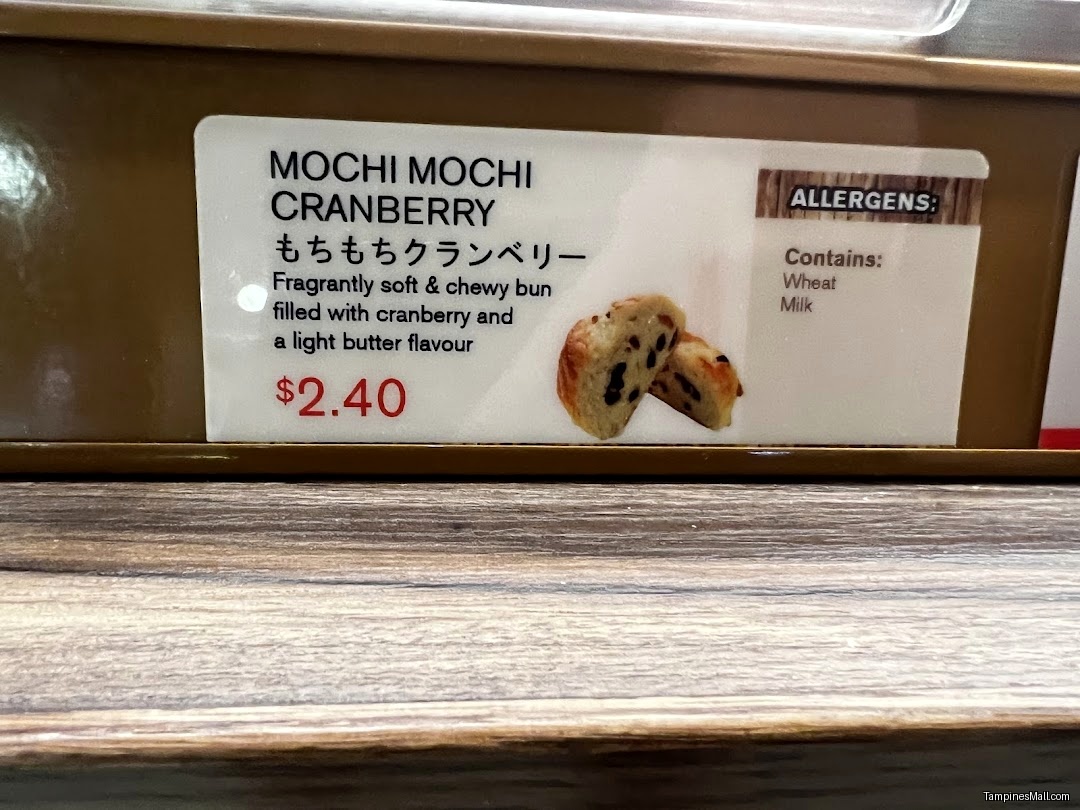 MOCHI MOCHI
CRANBERRY
もちもちクランベリー
Fragrantly soft & chewy bun
filled with cranberry and
a light butter flavour
$2.40
ALLERGENS:
Contains:
Wheat
Milk
TampinesMall.com